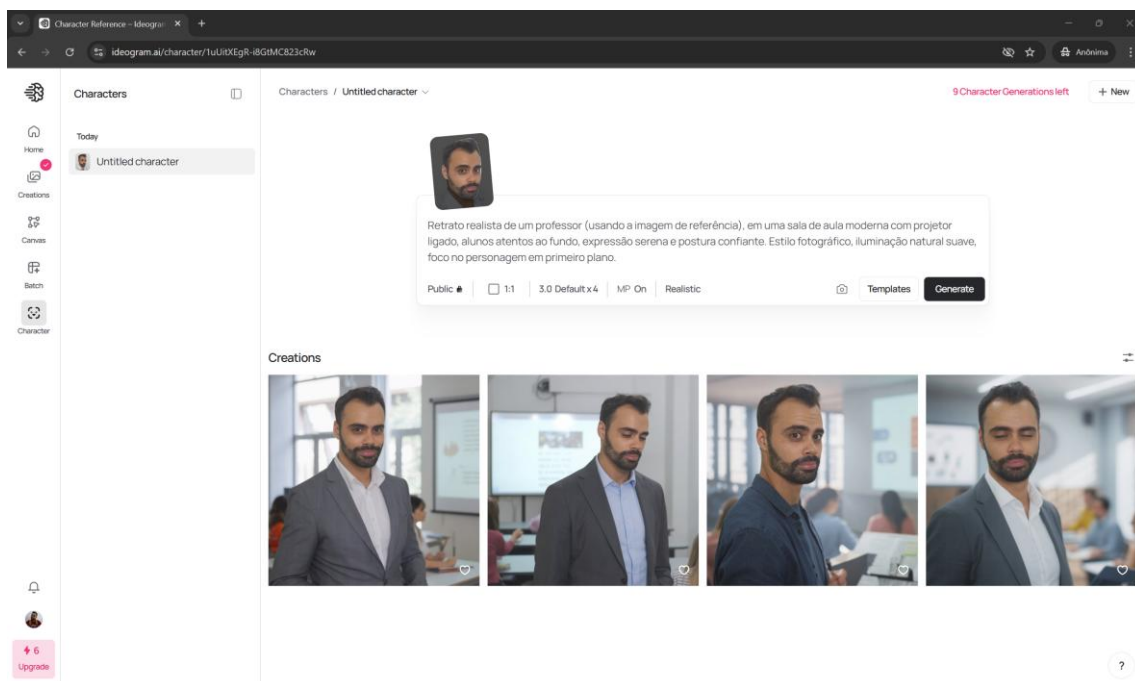 Character Reference – Ideogram
ideogram.ai/character/1uUitXEgR-i8GtMC823cRw
Anônima
Characters
Characters / Untitled character
9 Character Generations left
+ New
Today
Untitled character
Home
Creations
Canvas
Batch
Character
Retrato realista de um professor (usando a imagem de referência), em uma sala de aula moderna com projetor
ligado, alunos atentos ao fundo, expressão serena e postura confiante. Estilo fotográfico, iluminação natural suave,
foco no personagem em primeiro plano.
Public
1:1
3.0 Default x 4
MP On
Realistic
Templates
Generate
Creations
6
Upgrade
?